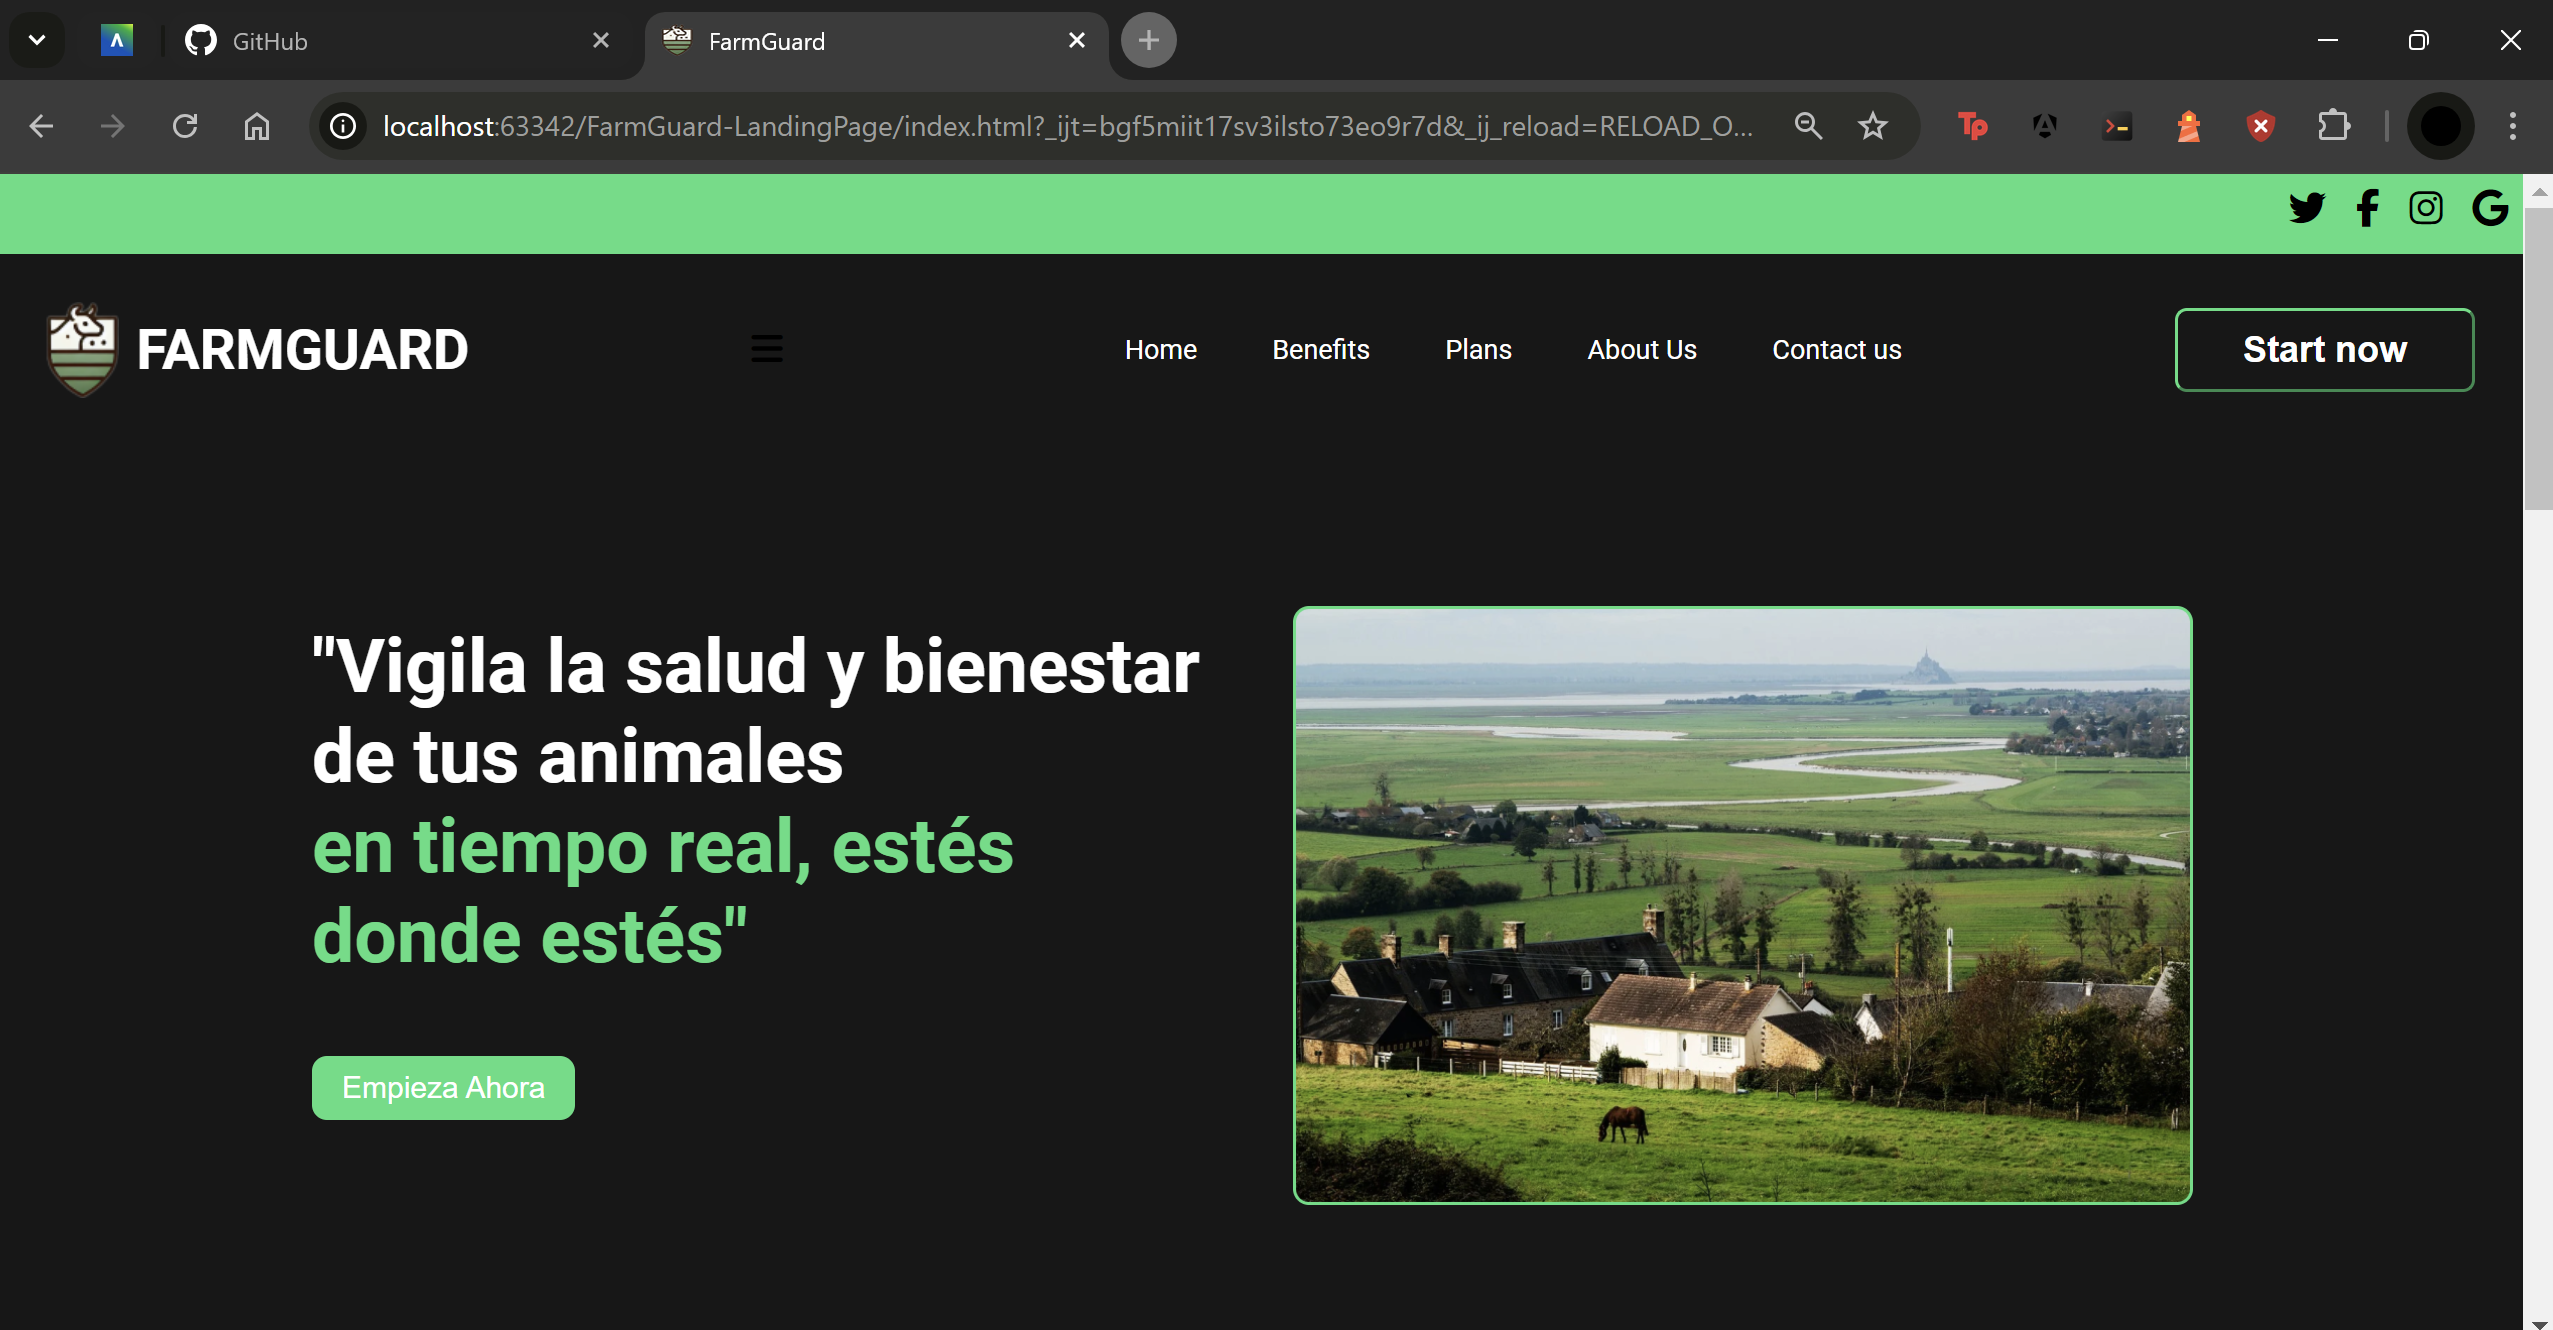 GitHub
FarmGuard
localhost:63342/FarmGuard-LandingPage/index.html?_ijt=bgf5miit17sv3ilsto73eo9r7d&_ij_reload=RELOAD_O...
Tp
FARMGUARD
Home
Benefits
Plans
About Us
Contact us
Start now
"Vigila la salud y bienestar
de tus animales
en tiempo real, estés
donde estés"
Empieza Ahora